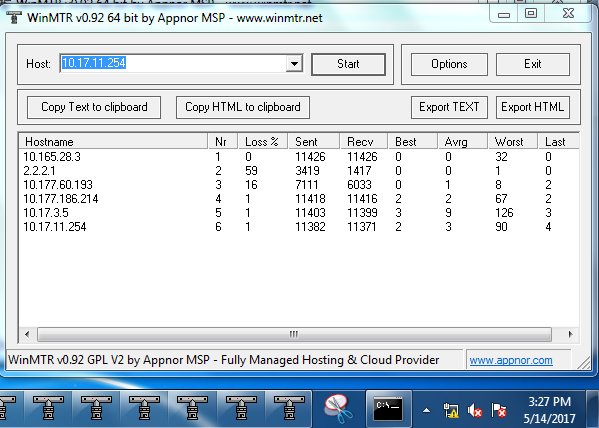 WinMTR v0.92 64 bit by Appnor MSP - www.winmtr.net
Host: 10.17.11.254 Start Options Exit
Copy Text to clipboard Copy HTML to clipboard Export TEXT Export HTML
Hostname Nr Loss % Sent Recv Best Avrg Worst Last
10.165.28.3 1 0 11426 11426 0 0 32 0
2.2.2.1 2 59 3419 1417 0 0 1 0
10.177.60.193 3 16 7111 6033 0 1 8 2
10.177.186.214 4 1 11418 11416 2 2 67 2
10.17.3.5 5 1 11403 11399 3 9 126 3
10.17.11.254 6 1 11382 11371 2 3 90 4
WinMTR v0.92 GPL V2 by Appnor MSP - Fully Managed Hosting & Cloud Provider www.appnor.com
C:\_
3:27 PM
5/14/2017